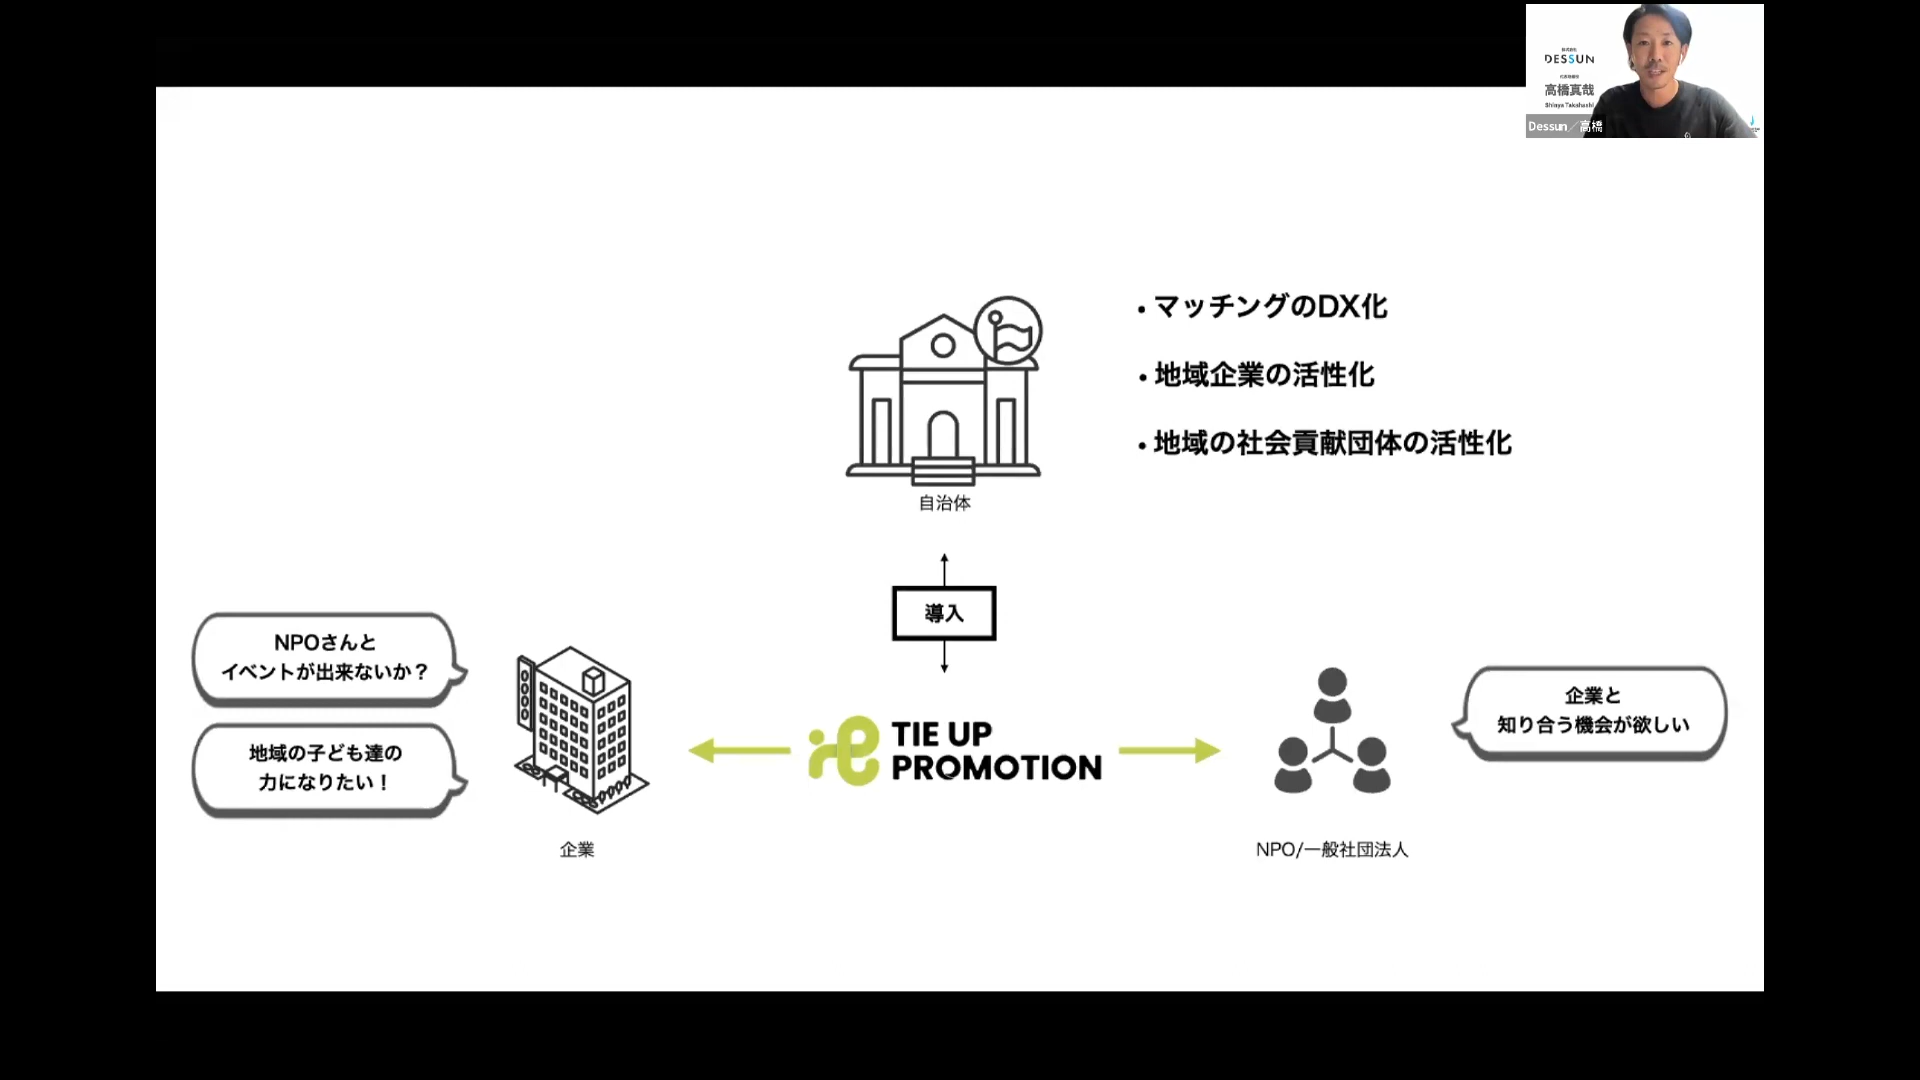 株式会社
DESSUN
代表取締役
高橋真哉
Shinya Takahashi
Dessun／高橋
・マッチングのDX化
・地域企業の活性化
・地域の社会貢献団体の活性化
自治体
導入
NPOさんと
イベントが出来ないか？
地域の子ども達の
力になりたい！
企業
TIE UP
PROMOTION
企業と
知り合う機会が欲しい
NPO/一般社団法人